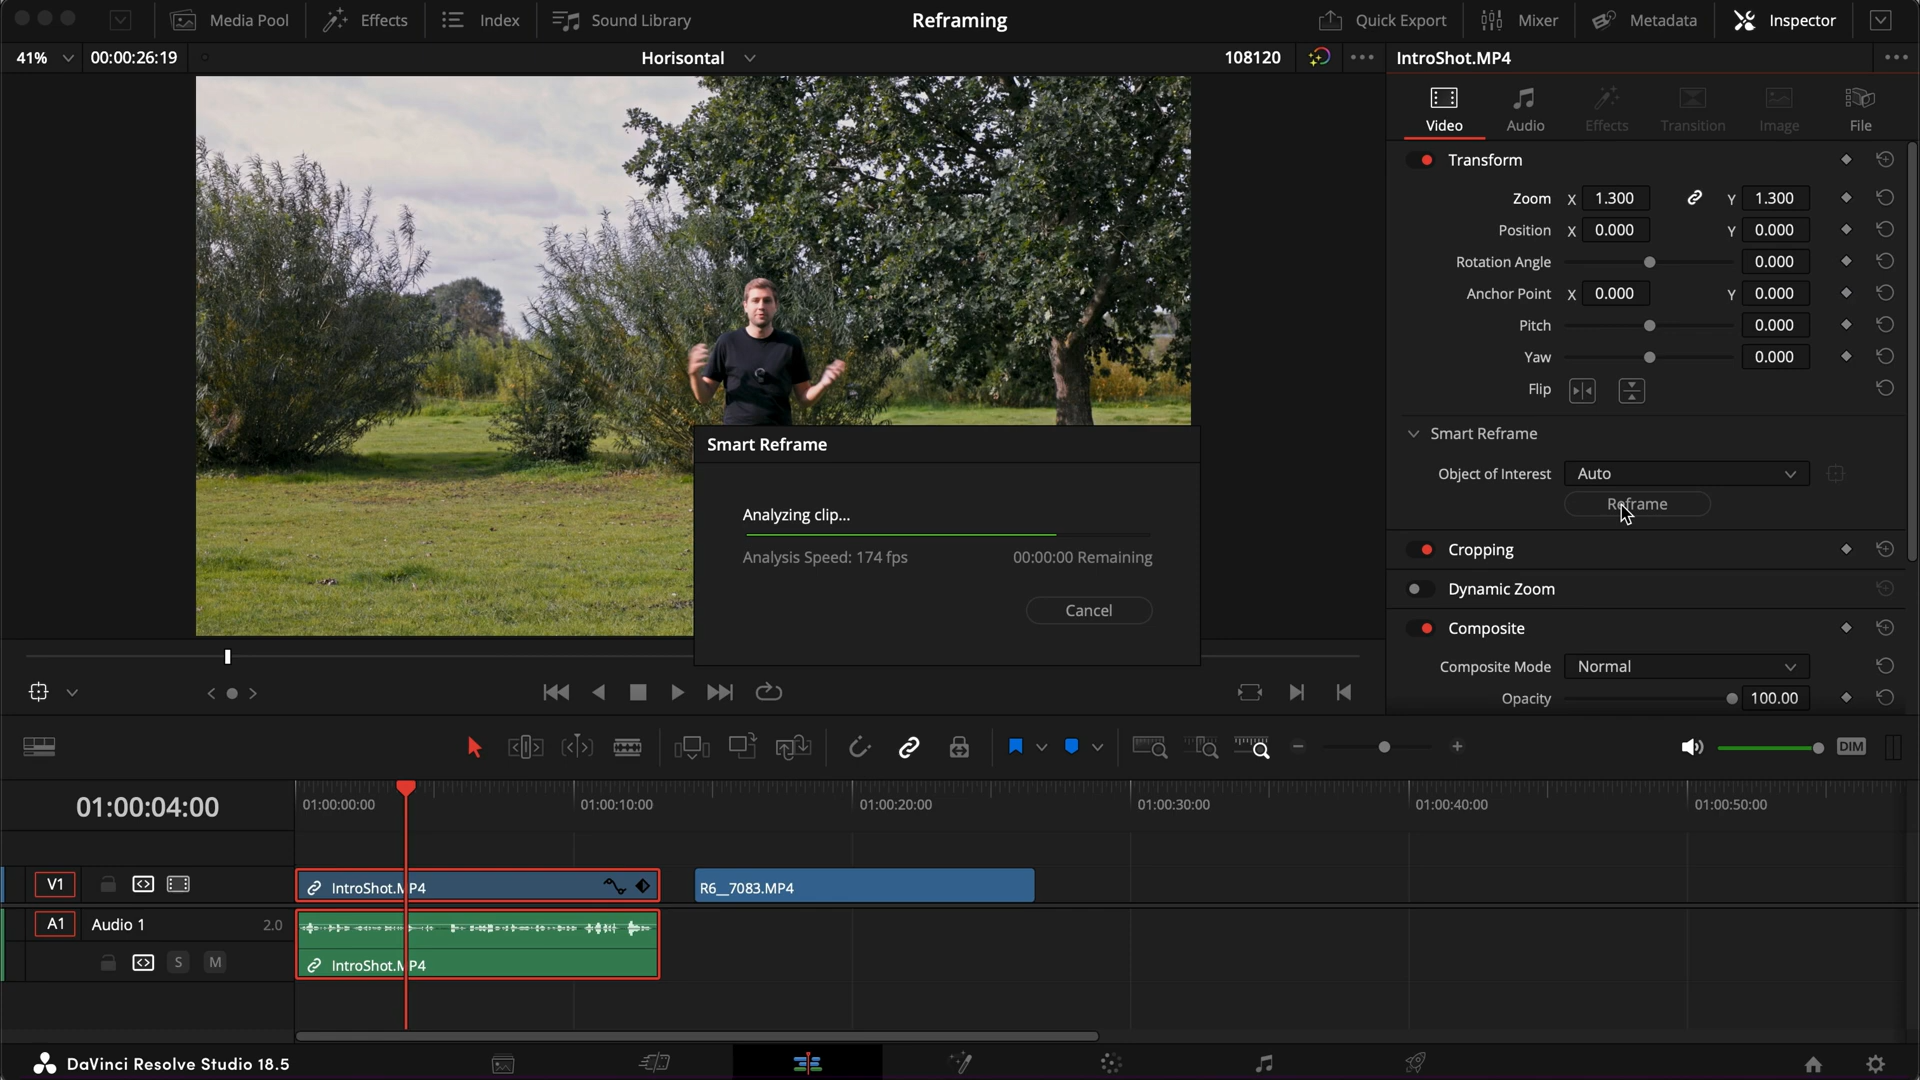 Media Pool
Effects
Index
Sound Library
Reframing
Quick Export
Mixer
Metadata
Inspector
41%
00:00:26:19
Horisontal
108120
IntroShot.MP4
Video
Audio
Effects
Transition
Image
File
Transform
Zoom X 1.300 Y 1.300
Position X 0.000 Y 0.000
Rotation Angle 0.000
Anchor Point X 0.000 Y 0.000
Pitch 0.000
Yaw 0.000
Flip
Smart Reframe
Object of Interest Auto
Reframe
Smart Reframe
Analyzing clip...
Analysis Speed: 174 fps
00:00:00 Remaining
Cancel
Cropping
Dynamic Zoom
Composite
Composite Mode Normal
Opacity 100.00
DIM
01:00:04:00
01:00:00:00
01:00:10:00
01:00:20:00
01:00:30:00
01:00:40:00
01:00:50:00
V1
IntroShot.MP4
R6__7083.MP4
A1
Audio 1
2.0
S
M
IntroShot.MP4
DaVinci Resolve Studio 18.5